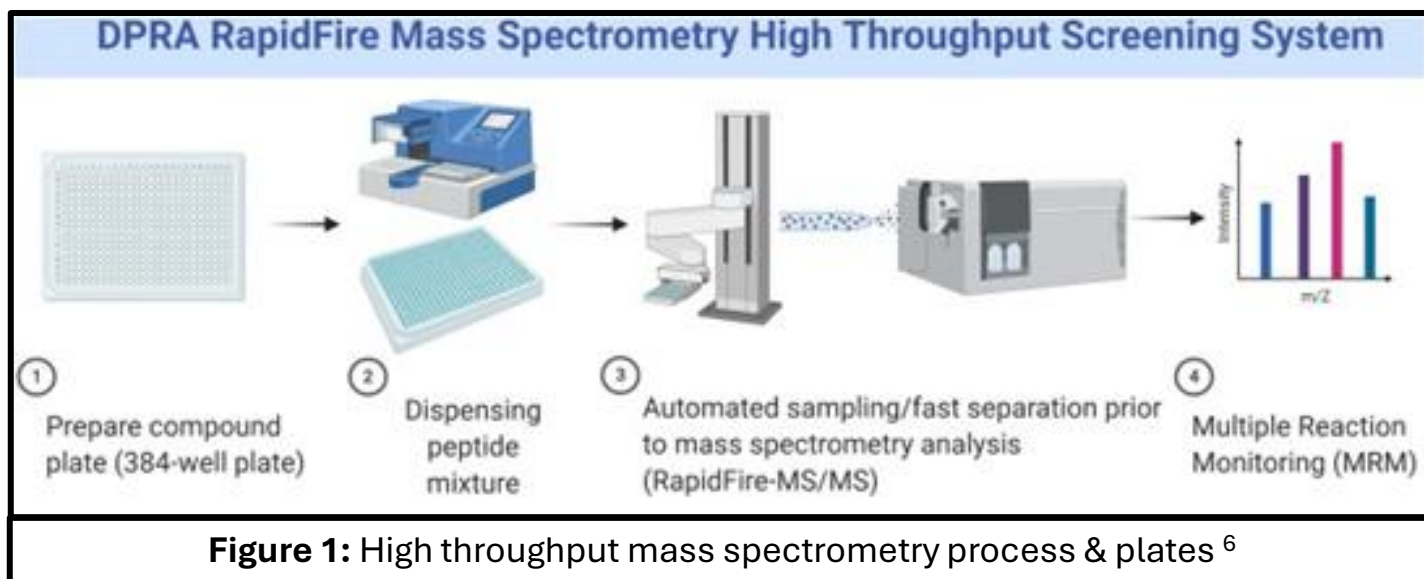 DPRA RapidFire Mass Spectrometry High Throughput Screening System
Intensity
m/Z
1
Prepare compound
plate (384-well plate)
2
Dispensing
peptide
mixture
3
Automated sampling/fast separation prior
to mass spectrometry analysis
(RapidFire-MS/MS)
4
Multiple Reaction
Monitoring (MRM)
Figure 1: High throughput mass spectrometry process & plates 6